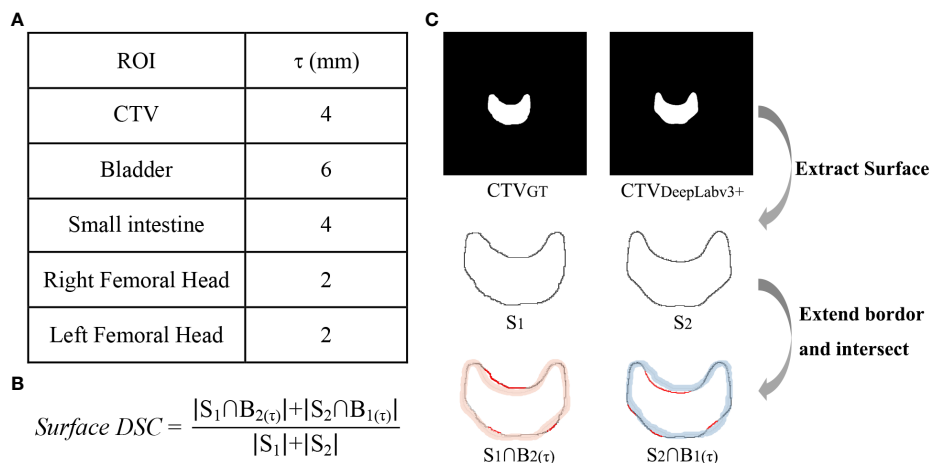 A
ROI τ (mm)
CTV 4
Bladder 6
Small intestine 4
Right Femoral Head 2
Left Femoral Head 2
B
Surface DSC = |S1∩B2(τ)|+|S2∩B1(τ)| / |S1|+|S2|
C
CTVGT CTVDeepLabv3+
Extract Surface
S1 S2
Extend bordor
and intersect
S1∩B2(τ) S2∩B1(τ)